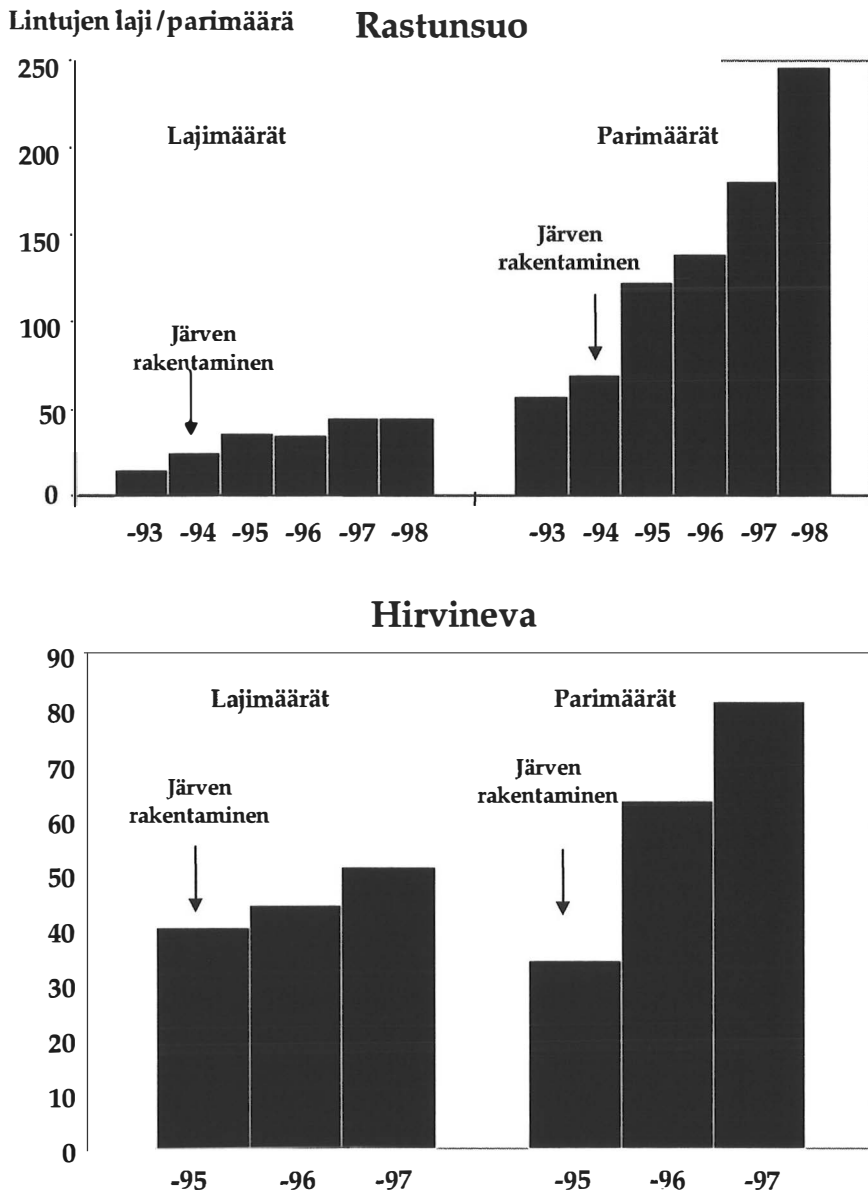 Lintujen laji/parimäärä
Rastunsuo
250
200
150
100
50
0
Lajimäärät
Parimäärät
Järven
rakentaminen
Järven
rakentaminen
-93 -94 -95 -96 -97 -98
-93 -94 -95 -96 -97 -98
Hirvineva
90
80
70
60
50
40
30
20
10
0
Lajimäärät
Parimäärät
Järven
rakentaminen
Järven
rakentaminen
-95 -96 -97
-95 -96 -97